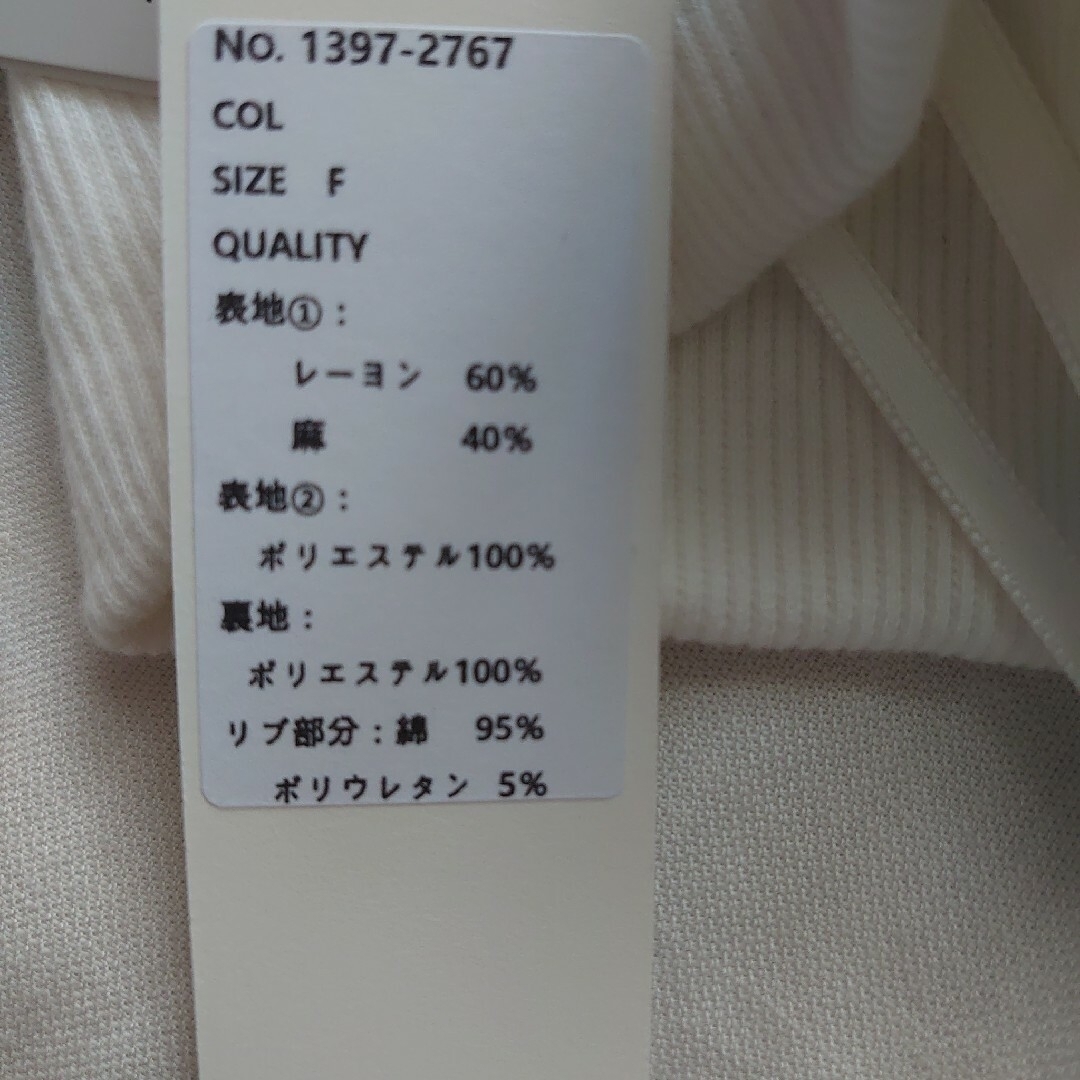 NO. 1397-2767
COL
SIZE F
QUALITY
表地①:
レーヨン 60%
麻 40%
表地②:
ポリエステル100%
裏地:
ポリエステル100%
リブ部分:綿 95%
ポリウレタン 5%